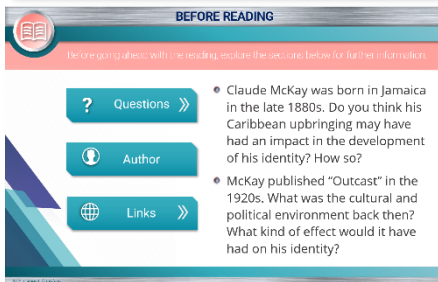 BEFORE READING
Before going ahead with the reading, explore the sections below for further information.
? Questions
Author
Links
Claude McKay was born in Jamaica
in the late 1880s. Do you think his
Caribbean upbringing may have
had an impact in the development
of his identity? How so?
McKay published “Outcast” in the
1920s. What was the cultural and
political environment back then?
What kind of effect would it have
had on his identity?